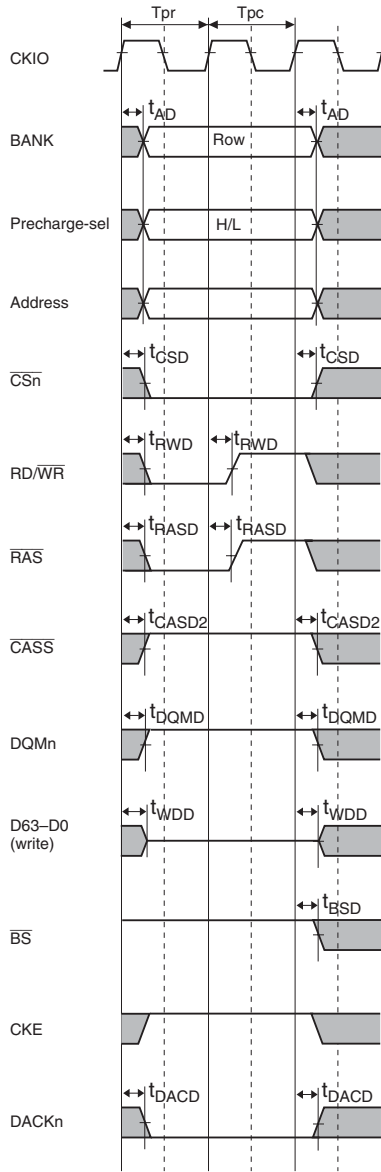 Tpr Tpc
CKIO
tAD tAD
BANK Row
Precharge-sel H/L
Address
tCSD tCSD
CSn
tRWD tRWD
RD/WR
tRASD tRASD
RAS
tCASD2 tCASD2
CASS
tDQMD tDQMD
DQMn
tWDD tWDD
D63–D0
(write)
tBSD
BS
CKE
tDACD tDACD
DACKn